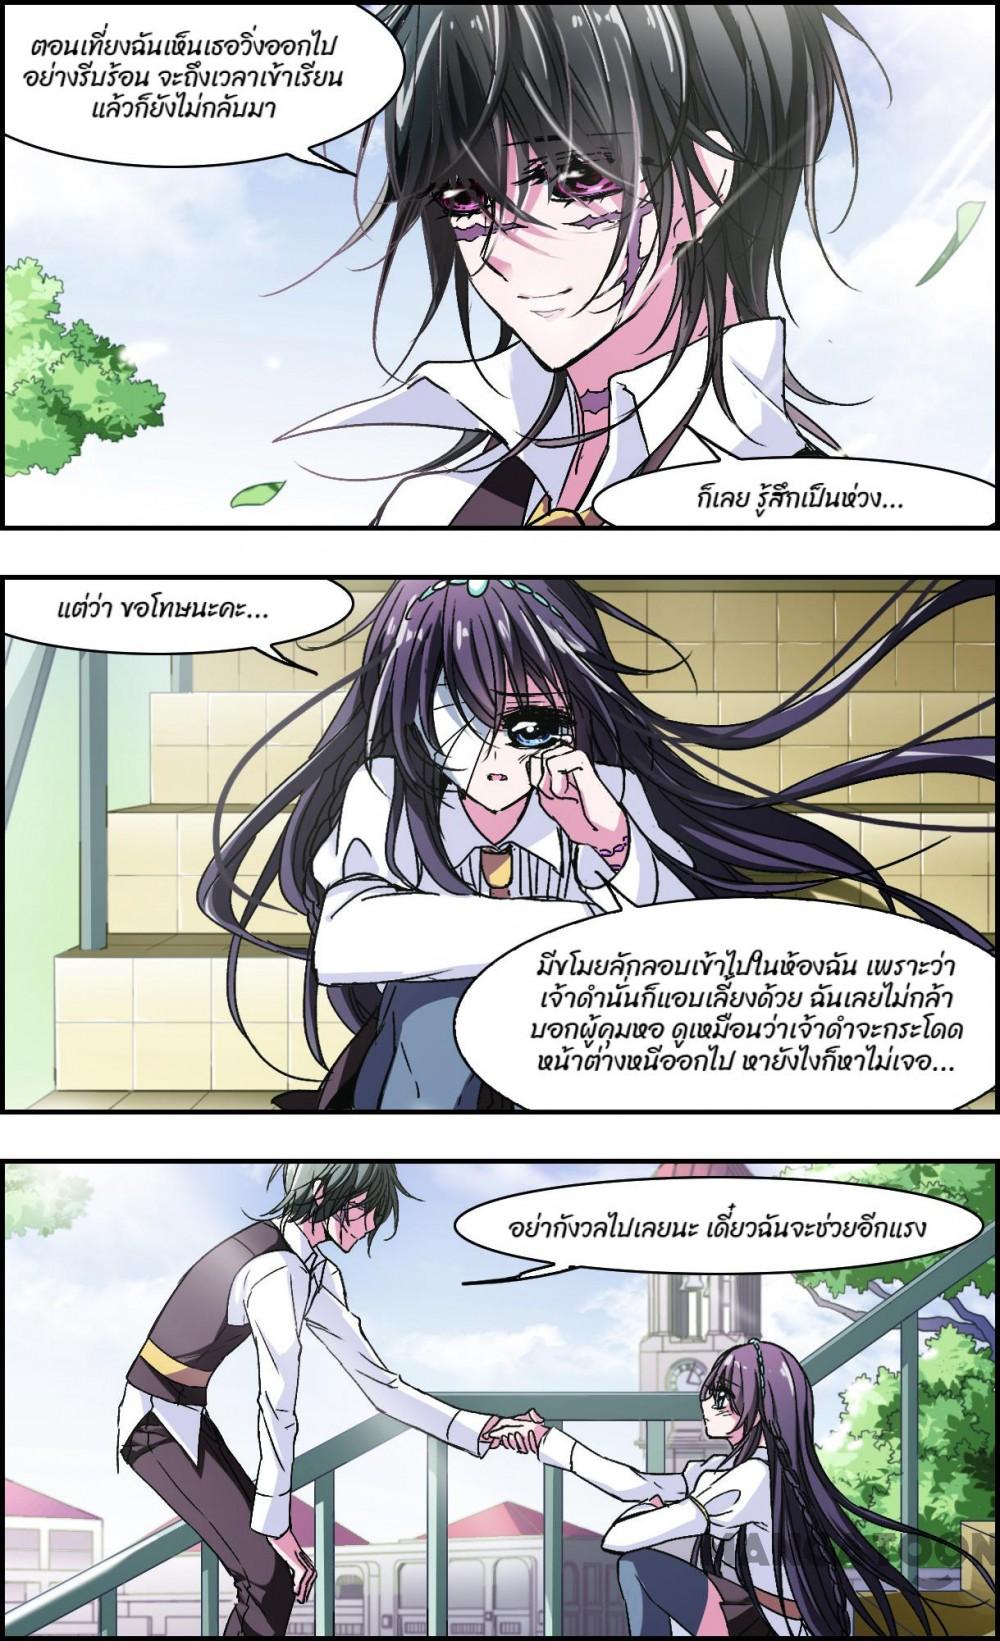 ตอนเที่ยงฉันเห็นเธอวิ่งออกไป
อย่างรีบร้อน จะถึงเวลาเข้าเรียน
แล้วก็ยังไม่กลับมา
ก็เลย รู้สึกเป็นห่วง...
แต่ว่า ขอโทษนะคะ...
มีขโมยลักลอบเข้าไปในห้องฉัน เพราะว่า
เจ้าดำนั่นก็แอบเลี้ยงด้วย ฉันเลยไม่กล้า
บอกผู้คุมหอ ดูเหมือนว่าเจ้าดำจะกระโดด
หน้าต่างหนีออกไป หายังไงก็หาไม่เจอ...
อย่ากังวลไปเลยนะ เดี๋ยวฉันจะช่วยอีกแรง